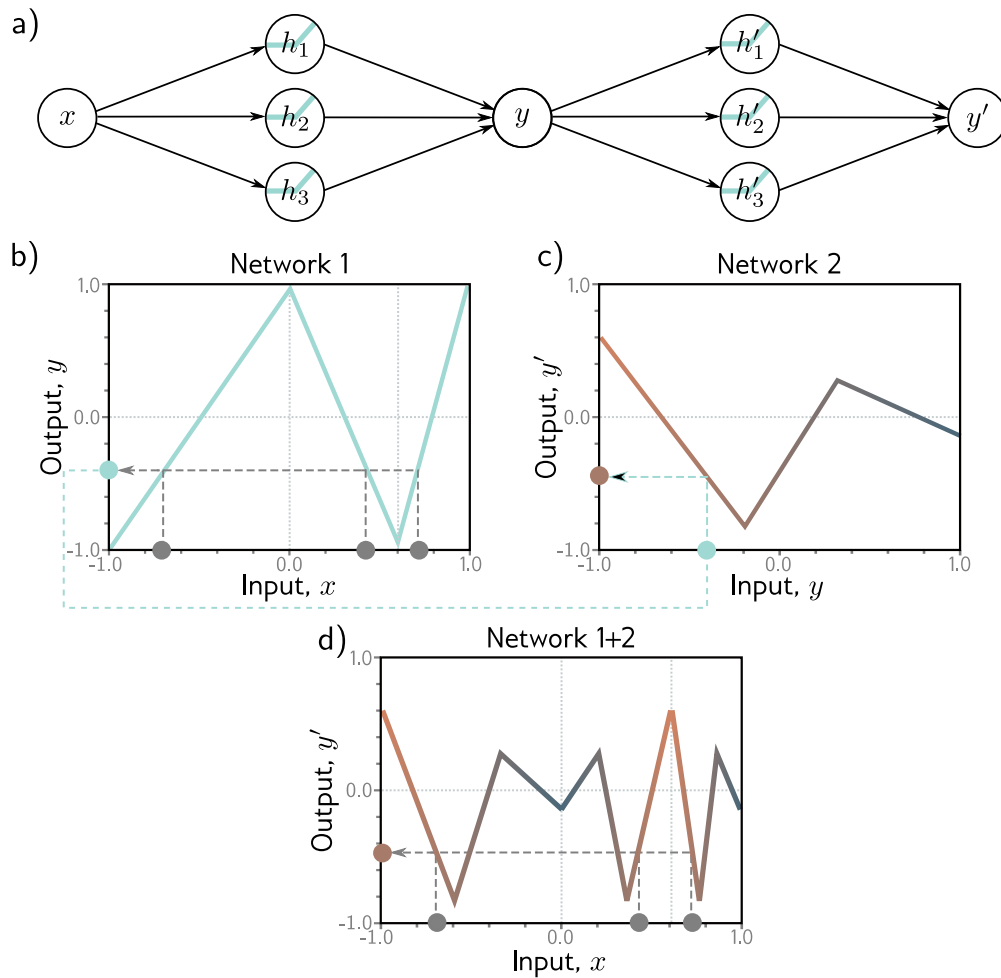 a)
h₁
h₂
h₃
x
y
h′₁
h′₂
h′₃
y′
b)
Network 1
1.0
0.0
-1.0
Output, y
-1.0
0.0
1.0
Input, x
c)
Network 2
1.0
0.0
-1.0
Output, y′
-1.0
0.0
1.0
Input, y
d)
Network 1+2
1.0
0.0
-1.0
Output, y′
-1.0
0.0
1.0
Input, x